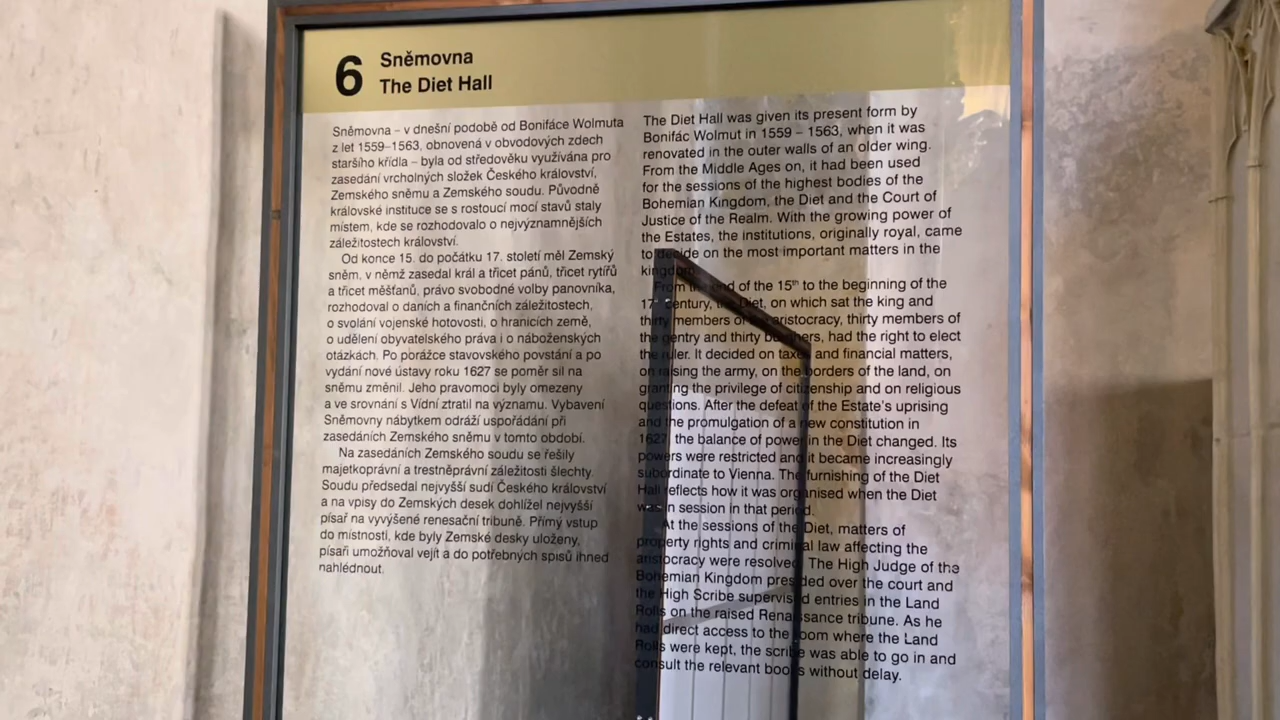 6
Sněmovna
The Diet Hall
Sněmovna – v dnešní podobě od Bonifáce Wolmuta
z let 1559–1563, obnovená v obvodových zdech
staršího křídla – byla od středověku využívána pro
zasedání vrcholných složek Českého království,
Zemského sněmu a Zemského soudu. Původně
královské instituce se s rostoucí mocí stavů staly
místem, kde se rozhodovalo o nejvýznamnějších
záležitostech království.
Od konce 15. do počátku 17. století měl Zemský
sněm, v němž zasedal král a třicet pánů, třicet rytířů
a třicet měšťanů, právo svobodné volby panovníka,
rozhodoval o daních a finančních záležitostech,
o svolání vojenské hotovosti, o hranicích země,
o udělení obyvatelského práva i o náboženských
otázkách. Po porážce stavovského povstání a po
vydání nové ústavy roku 1627 se poměr sil na
sněmu změnil. Jeho pravomoci byly omezeny
a ve srovnání s Vídní ztratil na významu. Vybavení
Sněmovny nábytkem odráží uspořádání při
zasedáních Zemského sněmu v tomto období.
Na zasedáních Zemského soudu se řešily
majetkoprávní a trestněprávní záležitosti šlechty.
Soudu předsedal nejvyšší sudí Českého království
a na vpisy do Zemských desek dohlížel nejvyšší
písař na vyvýšené renesanční tribuně. Přímý vstup
do místnosti, kde byly Zemské desky uloženy,
písaři umožňoval vejít a do potřebných spisů ihned
nahlédnout.
The Diet Hall was given its present form by
Bonifác Wolmut in 1559 – 1563, when it was
renovated in the outer walls of an older wing.
From the Middle Ages on, it had been used
for the sessions of the highest bodies of the
Bohemian Kingdom, the Diet and the Court of
Justice of the Realm. With the growing power of
the Estates, the institutions, originally royal, came
to decide on the most important matters in the
kingdom.
From the end of the 15th to the beginning of the
17th century, the Diet, on which sat the king and
thirty members of the aristocracy, thirty members of
the gentry and thirty burghers, had the right to elect
the ruler. It decided on taxes and financial matters,
on raising the army, on the borders of the land, on
granting the privilege of citizenship and on religious
questions. After the defeat of the Estate's uprising
and the promulgation of a new constitution in
1627, the balance of power in the Diet changed. Its
powers were restricted and it became increasingly
subordinate to Vienna. The furnishing of the Diet
Hall reflects how it was organised when the Diet
was in session in that period.
At the sessions of the Diet, matters of
property rights and criminal law affecting the
aristocracy were resolved. The High Judge of the
Bohemian Kingdom presided over the court and
the High Scribe supervised entries in the Land
Rolls on the raised Renaissance tribune. As he
had direct access to the room where the Land
Rolls were kept, the scribe was able to go in and
consult the relevant books without delay.